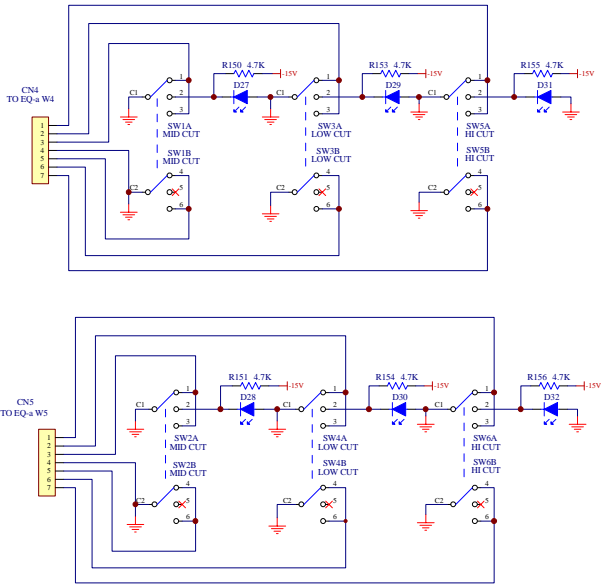 CN4
TO EQ-a W4
1
2
3
4
5
6
7
R150 4.7K
-15V
D27
C1
1
2
3
SW1A
MID CUT
SW1B
MID CUT
C2
4
5
6
R153 4.7K
-15V
D29
C1
1
2
3
SW3A
LOW CUT
SW3B
LOW CUT
C2
4
5
6
R155 4.7K
-15V
D31
C1
1
2
3
SW5A
HI CUT
SW5B
HI CUT
C2
4
5
6
CN5
TO EQ-a W5
1
2
3
4
5
6
7
R151 4.7K
-15V
D28
C1
1
2
3
SW2A
MID CUT
SW2B
MID CUT
C2
4
5
6
R154 4.7K
-15V
D30
C1
1
2
3
SW4A
LOW CUT
SW4B
LOW CUT
C2
4
5
6
R156 4.7K
-15V
D32
C1
1
2
3
SW6A
HI CUT
SW6B
HI CUT
C2
4
5
6